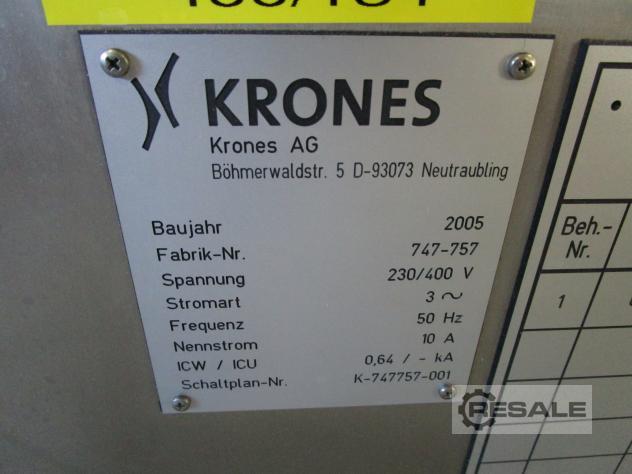 KRONES
Krones AG
Böhmerwaldstr. 5 D-93073 Neutraubling
Baujahr 2005
Fabrik-Nr. 747-757
Spannung 230/400 V
Stromart 3 ~
Frequenz 50 Hz
Nennstrom 10 A
ICW / ICU 0,64 / - kA
Schaltplan-Nr. K-747757-001
Beh.-
Nr.
1
RESALE